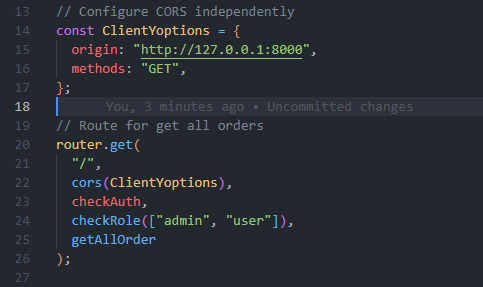 13 // Configure CORS independently
14 const ClientYoptions = {
15   origin: "http://127.0.0.1:8000",
16   methods: "GET",
17 };
18 You, 3 minutes ago • Uncommitted changes
19 // Route for get all orders
20 router.get(
21   "/",
22   cors(ClientYoptions),
23   checkAuth,
24   checkRole(["admin", "user"]),
25   getAllOrder
26 );
27